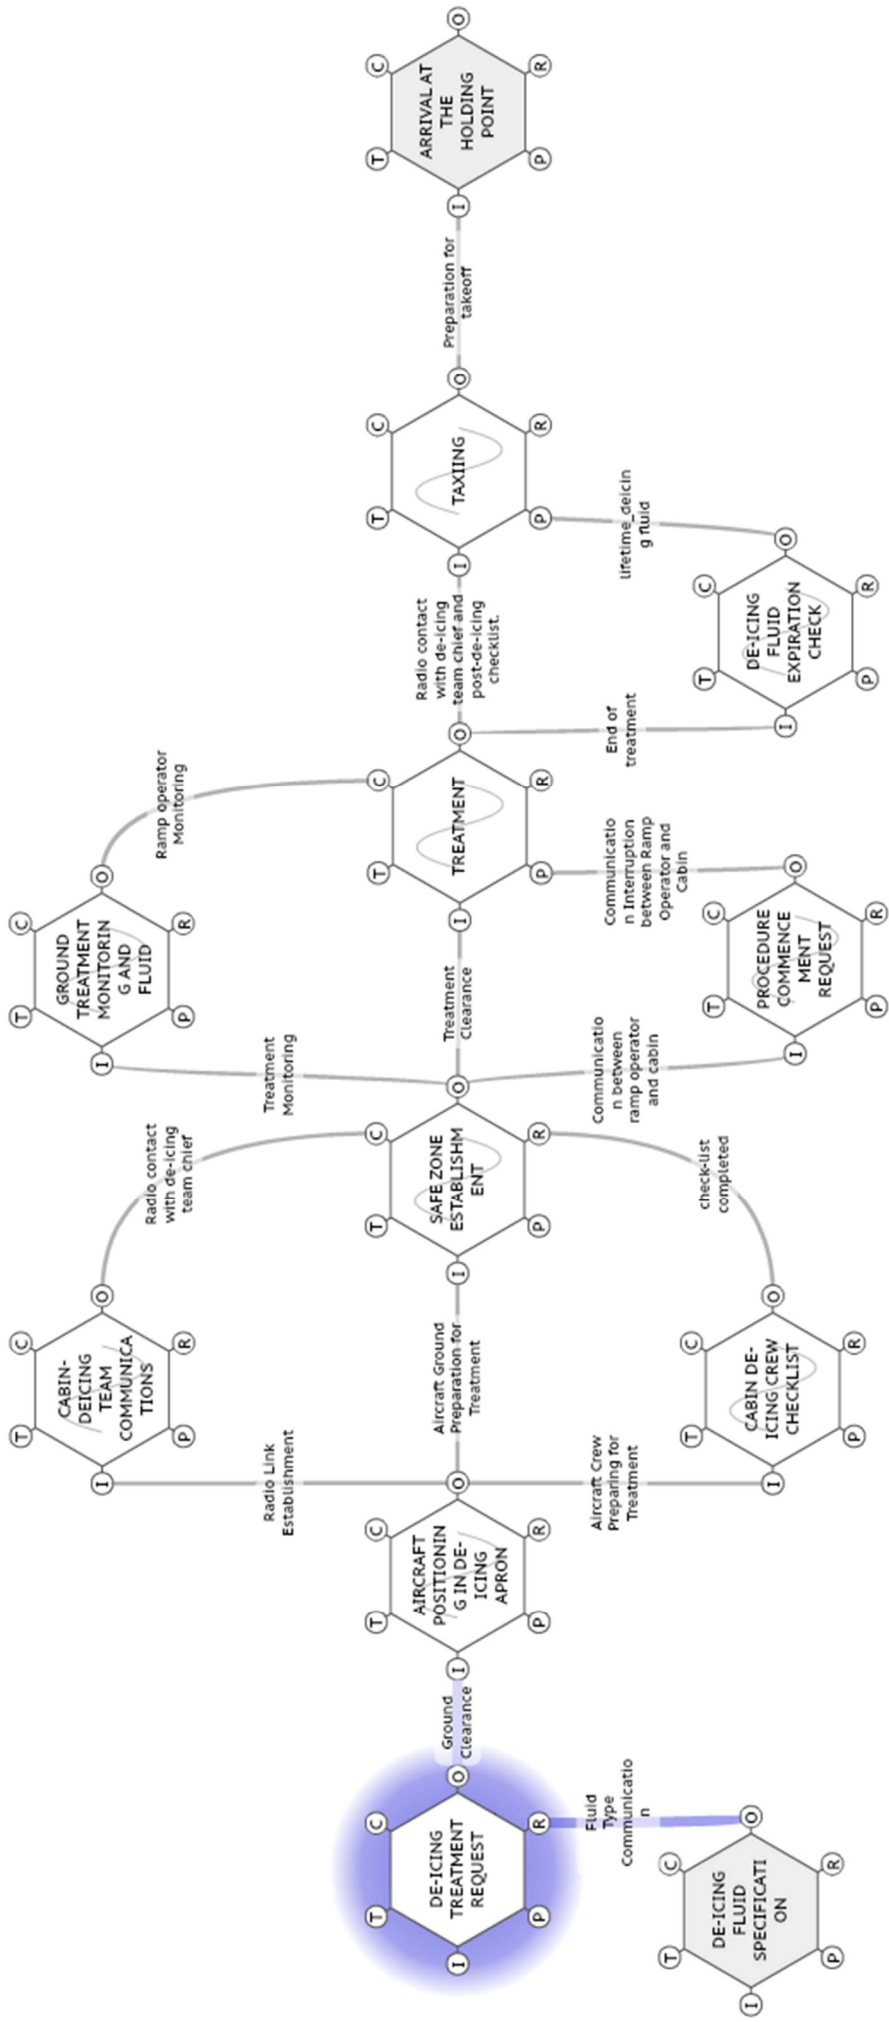 T
C
I
DE-ICING
TREATMENT
REQUEST
O
P
R
Fluid
Type
Communicatio
n
T
C
I
DE-ICING
FLUID
SPECIFICATI
ON
O
P
R
Ground
Clearance
T
C
I
AIRCRAFT
POSITIONIN
G IN DE-
ICING
APRON
O
P
R
Radio Link
Establishment
Aircraft Ground
Preparation for
Treatment
Aircraft Crew
Preparing for
Treatment
T
C
I
CABIN-
DEICING
TEAM
COMMUNICA
TIONS
O
P
R
T
C
I
CABIN DE-
ICING CREW
CHECKLIST
O
P
R
Radio contact
with de-icing
team chief
check-list
completed
T
C
I
SAFE ZONE
ESTABLISHM
ENT
O
P
R
Treatment
Monitoring
Treatment
Clearance
Communicatio
n between
ramp operator
and cabin
T
C
I
GROUND
TREATMENT
MONITORIN
G AND
FLUID
O
P
R
T
C
I
PROCEDURE
COMMENCE
MENT
REQUEST
O
P
R
Ramp operator
Monitoring
Communicatio
n Interruption
between Ramp
Operator and
Cabin
T
C
I
TREATMENT
O
P
R
Radio contact
with de-icing
team chief and
post-de-icing
checklist.
End of
treatment
T
C
I
DE-ICING
FLUID
EXPIRATION
CHECK
O
P
R
lifetime_deicin
g fluid
T
C
I
TAXIING
O
P
R
Preparation for
takeoff
T
C
I
ARRIVAL AT
THE
HOLDING
POINT
O
P
R